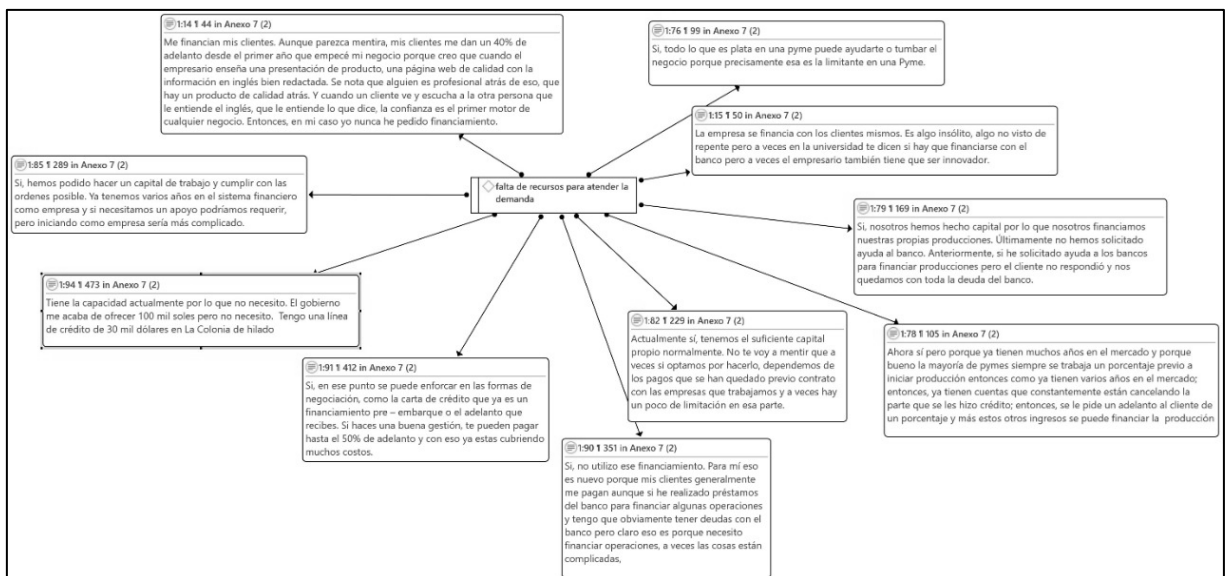 1:14 ¶ 44 in Anexo 7 (2)
Me financian mis clientes. Aunque parezca mentira, mis clientes me dan un 40% de
adelanto desde el primer año que empecé mi negocio porque creo que cuando el
empresario enseña una presentación de producto, una página web de calidad con la
información en inglés bien redactada. Se nota que alguien es profesional atrás de eso, que
hay un producto de calidad atrás. Y cuando un cliente ve y escucha a la otra persona que
le entiende el inglés, que le entiende lo que dice, la confianza es el primer motor de
cualquier negocio. Entonces, en mi caso yo nunca he pedido financiamiento.
1:76 ¶ 99 in Anexo 7 (2)
Si, todo lo que es plata en una pyme puede ayudarte o tumbar el
negocio porque precisamente esa es la limitante en una Pyme.
1:15 ¶ 50 in Anexo 7 (2)
La empresa se financia con los clientes mismos. Es algo insólito, algo no visto de
repente pero a veces en la universidad te dicen si hay que financiarse con el
banco pero a veces el empresario también tiene que ser innovador.
1:85 ¶ 289 in Anexo 7 (2)
Si, hemos podido hacer un capital de trabajo y cumplir con las
ordenes posible. Ya tenemos varios años en el sistema financiero
como empresa y si necesitamos un apoyo podríamos requerir,
pero iniciando como empresa sería más complicado.
falta de recursos para atender la
demanda
1:79 ¶ 169 in Anexo 7 (2)
Si, nosotros hemos hecho capital por lo que nosotros financiamos
nuestras propias producciones. Últimamente no hemos solicitado
ayuda al banco. Anteriormente, si he solicitado ayuda a los bancos
para financiar producciones pero el cliente no respondió y nos
quedamos con toda la deuda del banco.
1:94 ¶ 473 in Anexo 7 (2)
Tiene la capacidad actualmente por lo que no necesito. El gobierno
me acaba de ofrecer 100 mil soles pero no necesito. Tengo una línea
de crédito de 30 mil dólares en La Colonia de hilado
1:82 ¶ 229 in Anexo 7 (2)
Actualmente sí, tenemos el suficiente capital
propio normalmente. No te voy a mentir que a
veces si optamos por hacerlo, dependemos de
los pagos que se han quedado previo contrato
con las empresas que trabajamos y a veces hay
un poco de limitación en esa parte.
1:78 ¶ 105 in Anexo 7 (2)
Ahora sí pero porque ya tienen muchos años en el mercado y porque
bueno la mayoría de pymes siempre se trabaja un porcentaje previo a
iniciar producción entonces como ya tienen varios años en el mercado;
entonces, ya tienen cuentas que constantemente están cancelando la
parte que se les hizo crédito; entonces, se le pide un adelanto al cliente de
un porcentaje y más estos otros ingresos se puede financiar la producción
1:91 ¶ 412 in Anexo 7 (2)
Si, en ese punto se puede enforcar en las formas de
negociación, como la carta de crédito que ya es un
financiamiento pre – embarque o el adelanto que
recibes. Si haces una buena gestión, te pueden pagar
hasta el 50% de adelanto y con eso ya estas cubriendo
muchos costos.
1:90 ¶ 351 in Anexo 7 (2)
Si, no utilizo ese financiamiento. Para mí eso
es nuevo porque mis clientes generalmente
me pagan aunque si he realizado préstamos
del banco para financiar algunas operaciones
y tengo que obviamente tener deudas con el
banco pero claro eso es porque necesito
financiar operaciones, a veces las cosas están
complicadas,